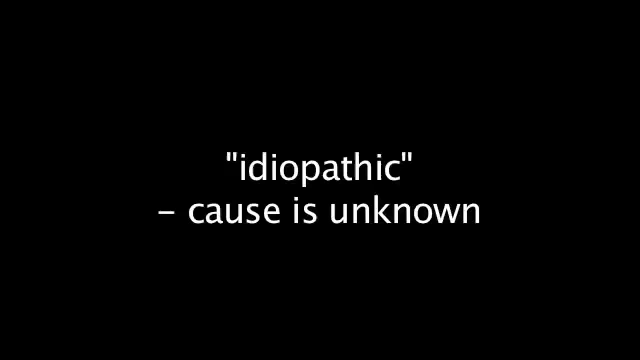 "idiopathic"
- cause is unknown